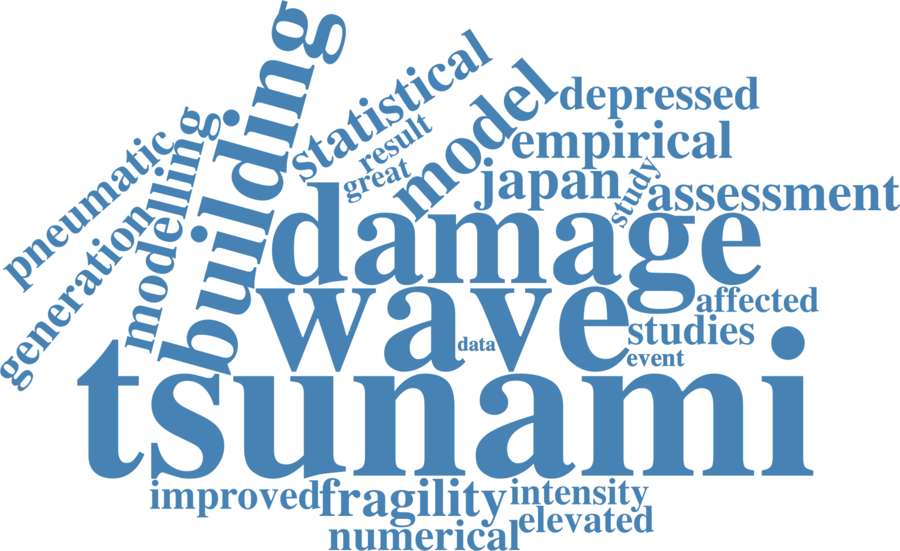 building
statistical
model
depressed
result
empirical
pneumatic
great
japan
study
assessment
modelling
generation
damage
wave
affected
studies
data
event
tsunami
improved
fragility
intensity
numerical
elevated